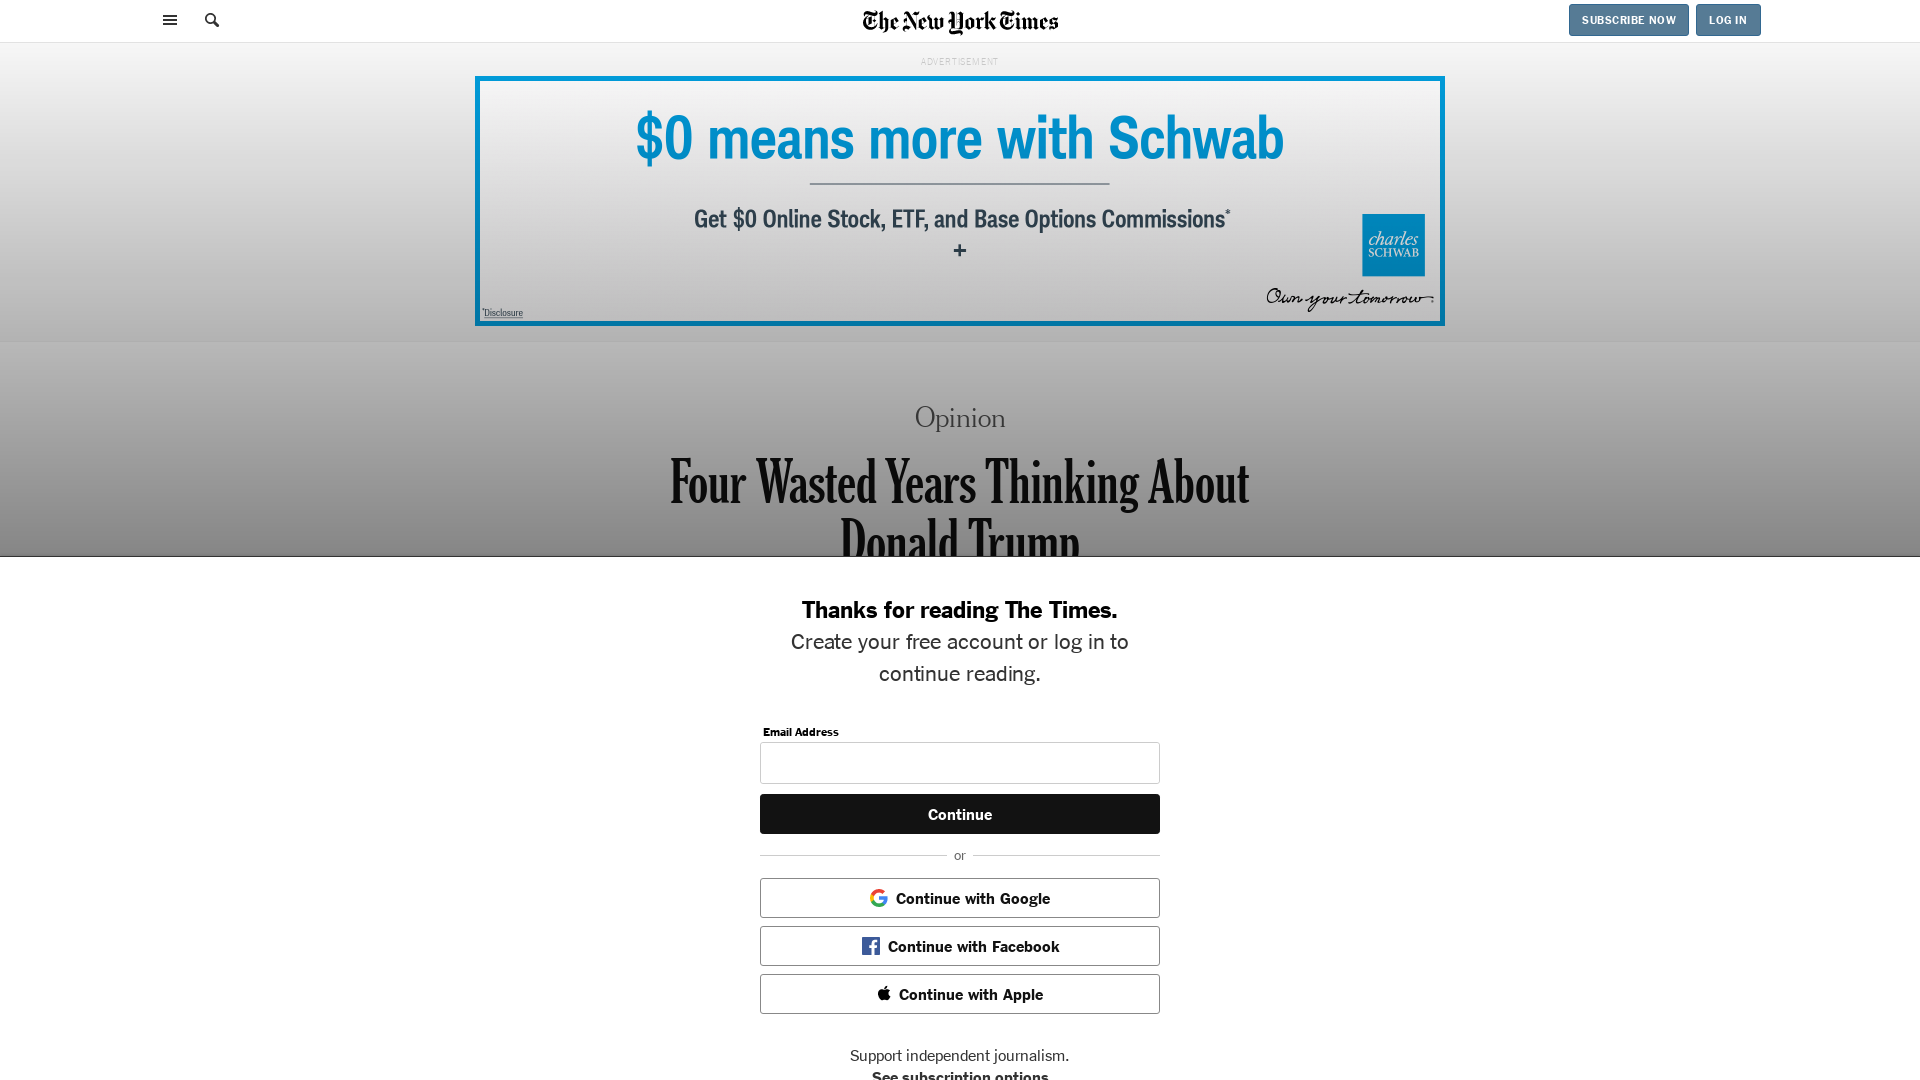 The New York Times
SUBSCRIBE NOW
LOG IN
ADVERTISEMENT
$0 means more with Schwab
Get $0 Online Stock, ETF, and Base Options Commissions*
+
charles
SCHWAB
Own your tomorrow
*Disclosure
Opinion
Four Wasted Years Thinking About
Donald Trump
Thanks for reading The Times.
Create your free account or log in to
continue reading.
Email Address
Continue
or
Continue with Google
Continue with Facebook
Continue with Apple
Support independent journalism.
See subscription options